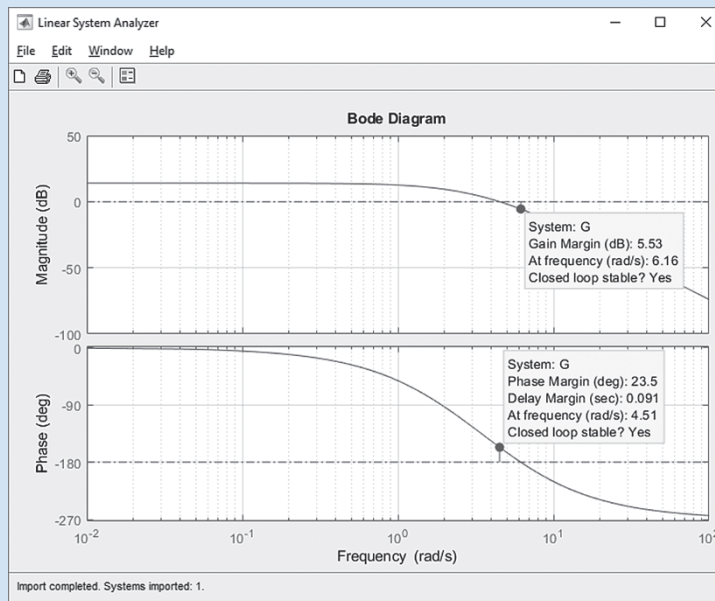 Linear System Analyzer
File Edit Window Help
Bode Diagram
Magnitude (dB)
50
0
-50
-100
System: G
Gain Margin (dB): 5.53
At frequency (rad/s): 6.16
Closed loop stable? Yes
Phase (deg)
0
-90
-180
-270
System: G
Phase Margin (deg): 23.5
Delay Margin (sec): 0.091
At frequency (rad/s): 4.51
Closed loop stable? Yes
10⁻² 10⁻¹ 10⁰ 10¹ 10²
Frequency (rad/s)
Import completed. Systems imported: 1.